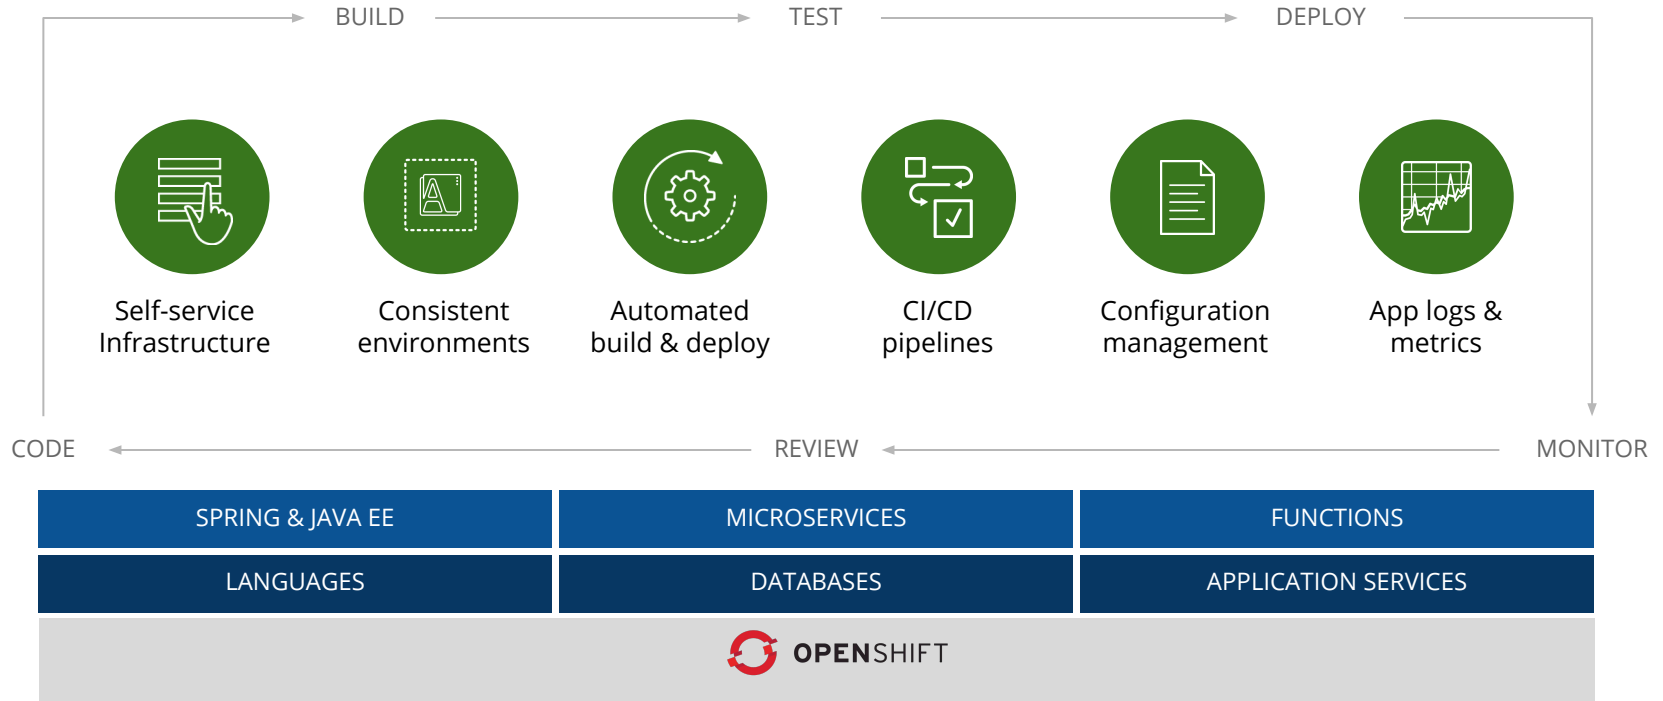 BUILD
TEST
DEPLOY
Self-service
Infrastructure
Consistent
environments
Automated
build & deploy
CI/CD
pipelines
Configuration
management
App logs &
metrics
CODE
REVIEW
MONITOR
SPRING & JAVA EE
MICROSERVICES
FUNCTIONS
LANGUAGES
DATABASES
APPLICATION SERVICES
OPENSHIFT